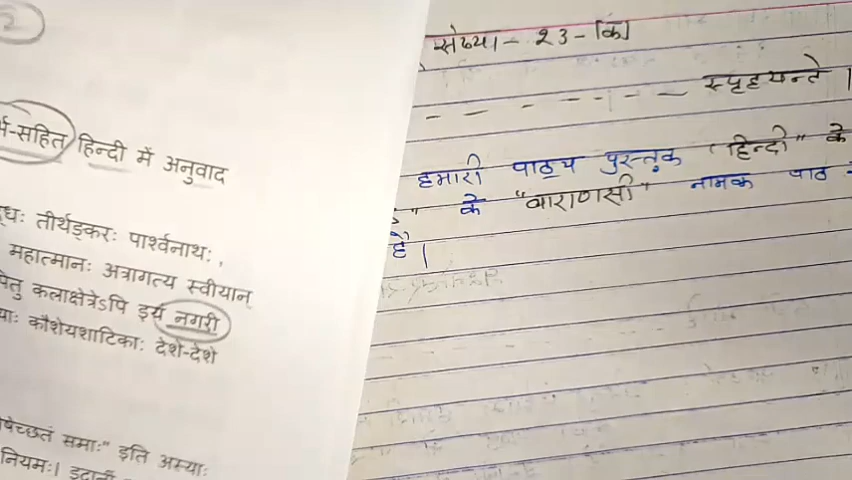 2
सहित हिन्दी में अनुवाद
तीर्थङ्करः पार्श्वनाथः,
महात्मानः अत्रागत्य स्वीयान्
कलाक्षेत्रेऽपि इयं नगरी
कौशेयशाटिकाः देशे-देशे
समाः" इति अस्याः
नियमः। इदानीं
संख्या - 23 - (क)
- - - - - - - - स्पृहयन्ते।
हमारी पाठ्य पुस्तक "हिन्दी" के
" के "वाराणसी" नामक पाठ
है।